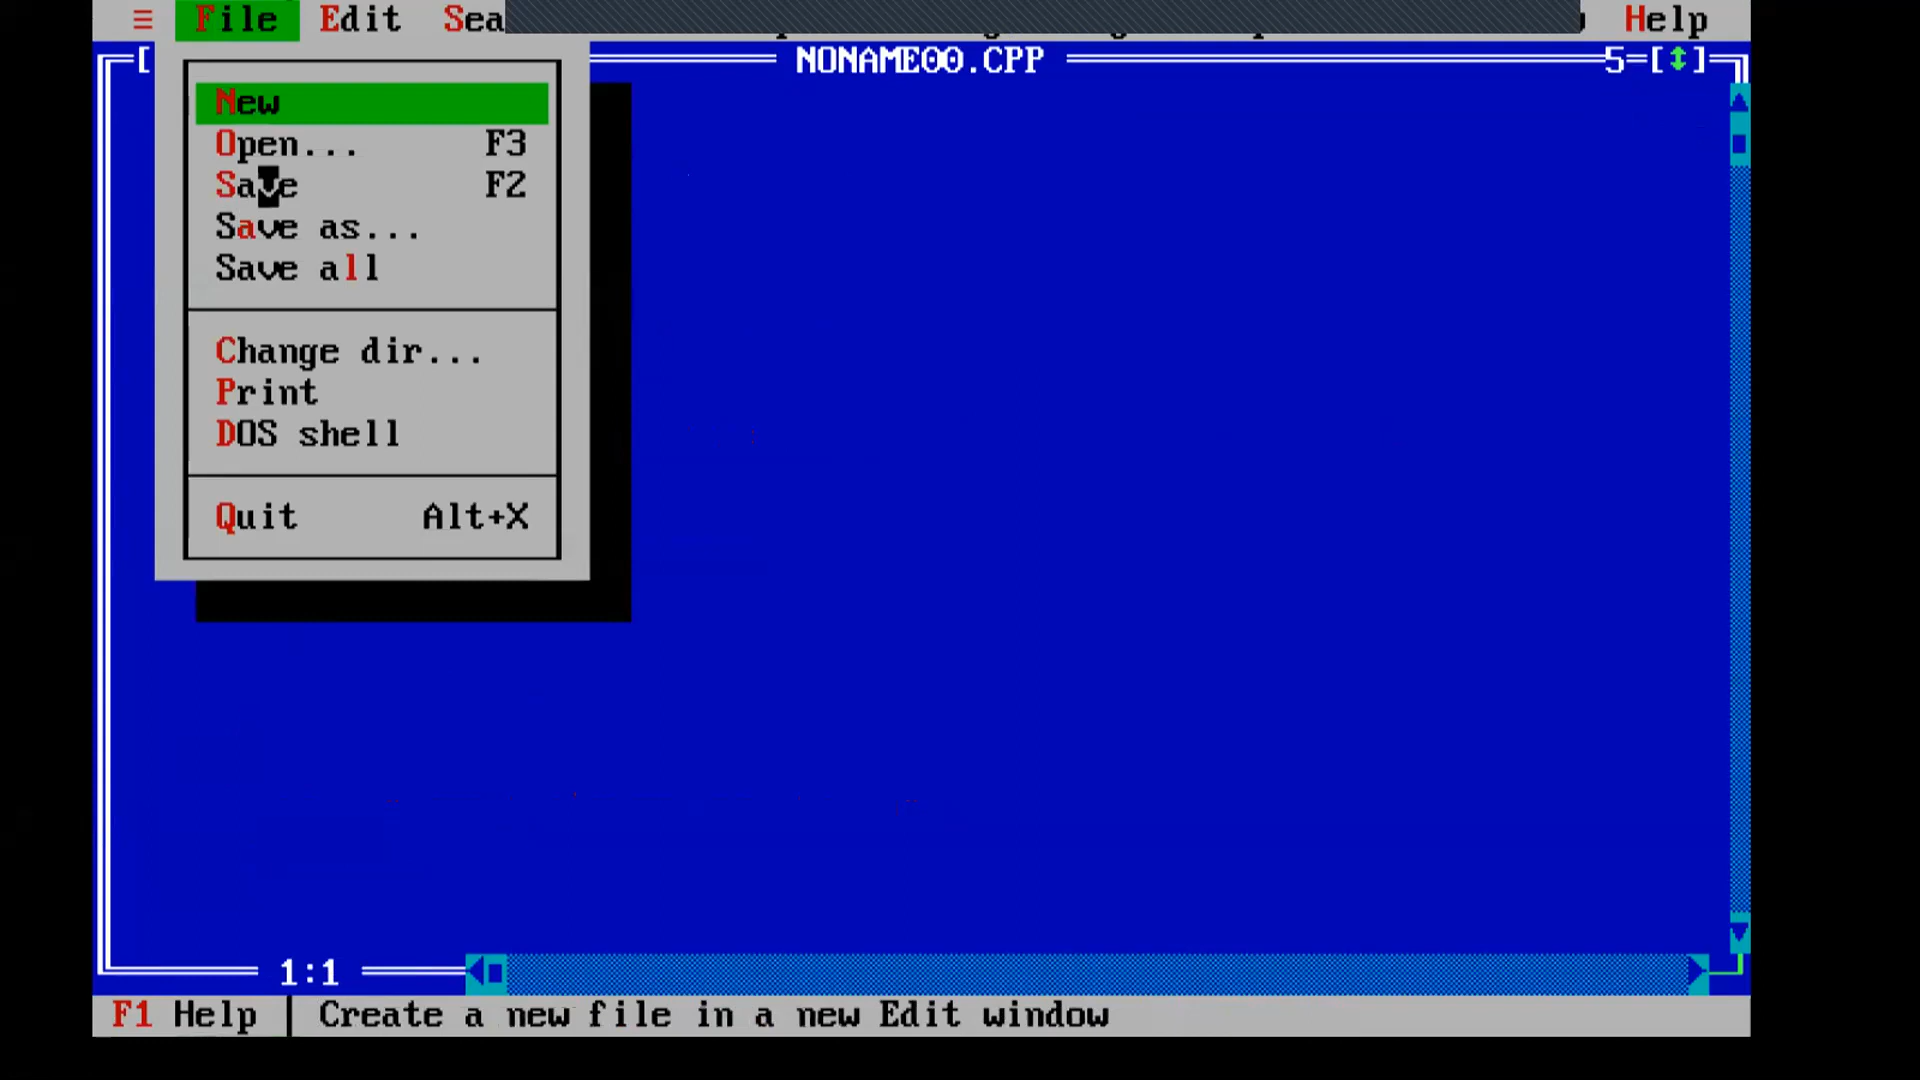 ≡ File Edit Sea Help
[ NONAME00.CPP 5=[↕]
New
Open... F3
Save F2
Save as...
Save all
Change dir...
Print
DOS shell
Quit Alt+X
1:1
F1 Help | Create a new file in a new Edit window